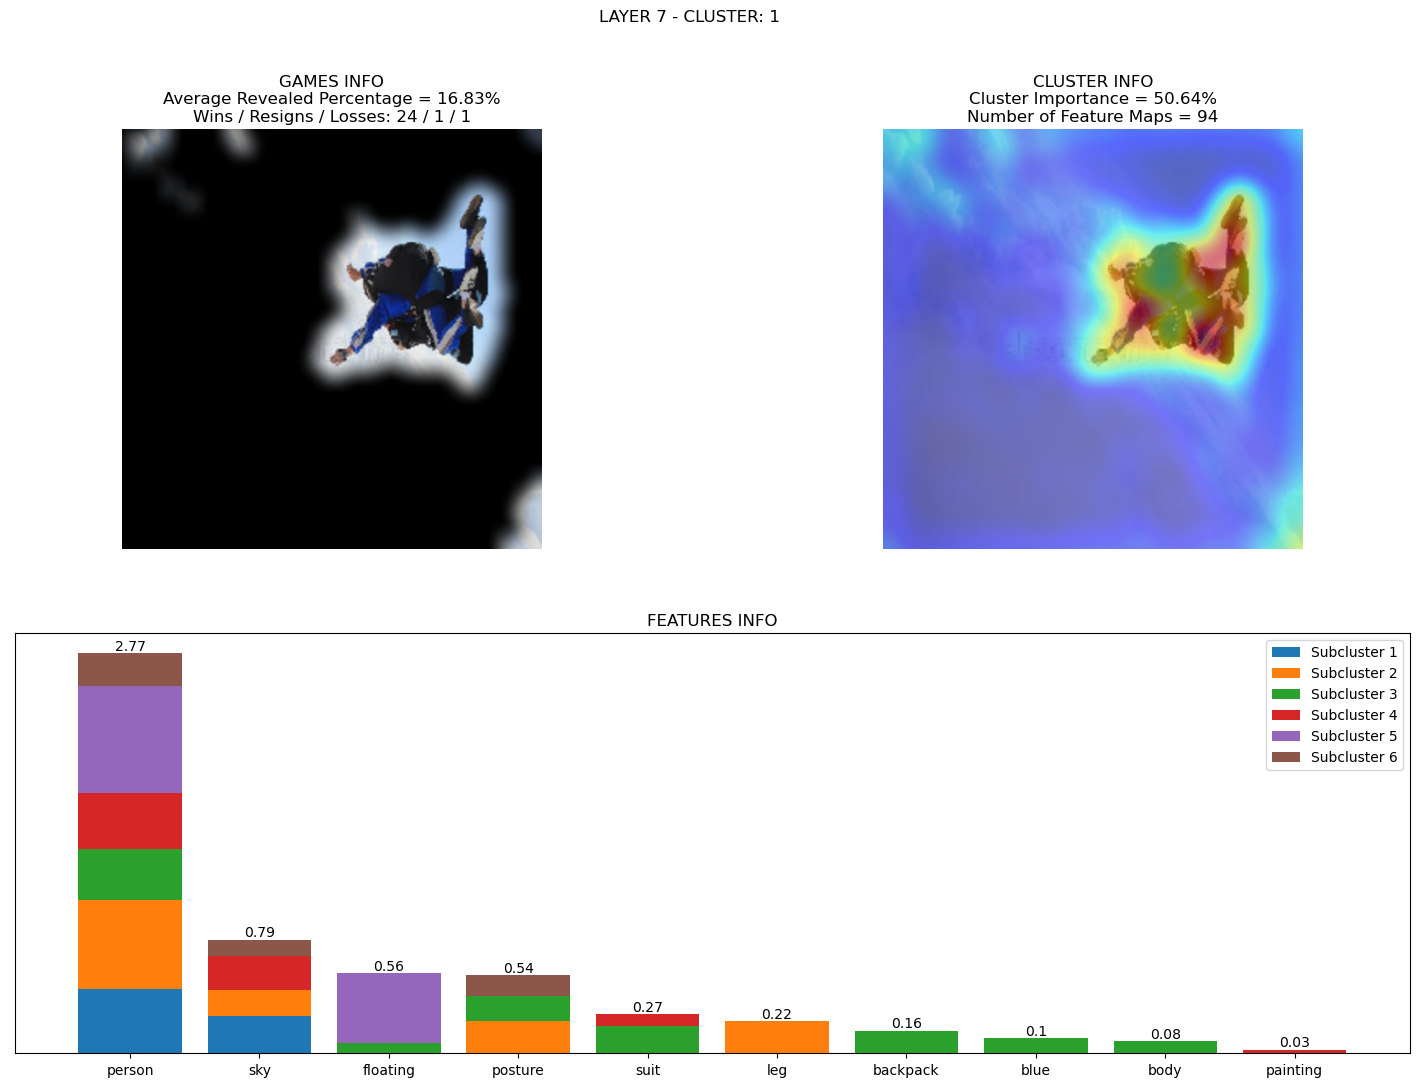 LAYER 7 - CLUSTER: 1
GAMES INFO
Average Revealed Percentage = 16.83%
Wins / Resigns / Losses: 24 / 1 / 1
CLUSTER INFO
Cluster Importance = 50.64%
Number of Feature Maps = 94
FEATURES INFO
2.77
0.79
0.56
0.54
0.27
0.22
0.16
0.1
0.08
0.03
Subcluster 1
Subcluster 2
Subcluster 3
Subcluster 4
Subcluster 5
Subcluster 6
person
sky
floating
posture
suit
leg
backpack
blue
body
painting